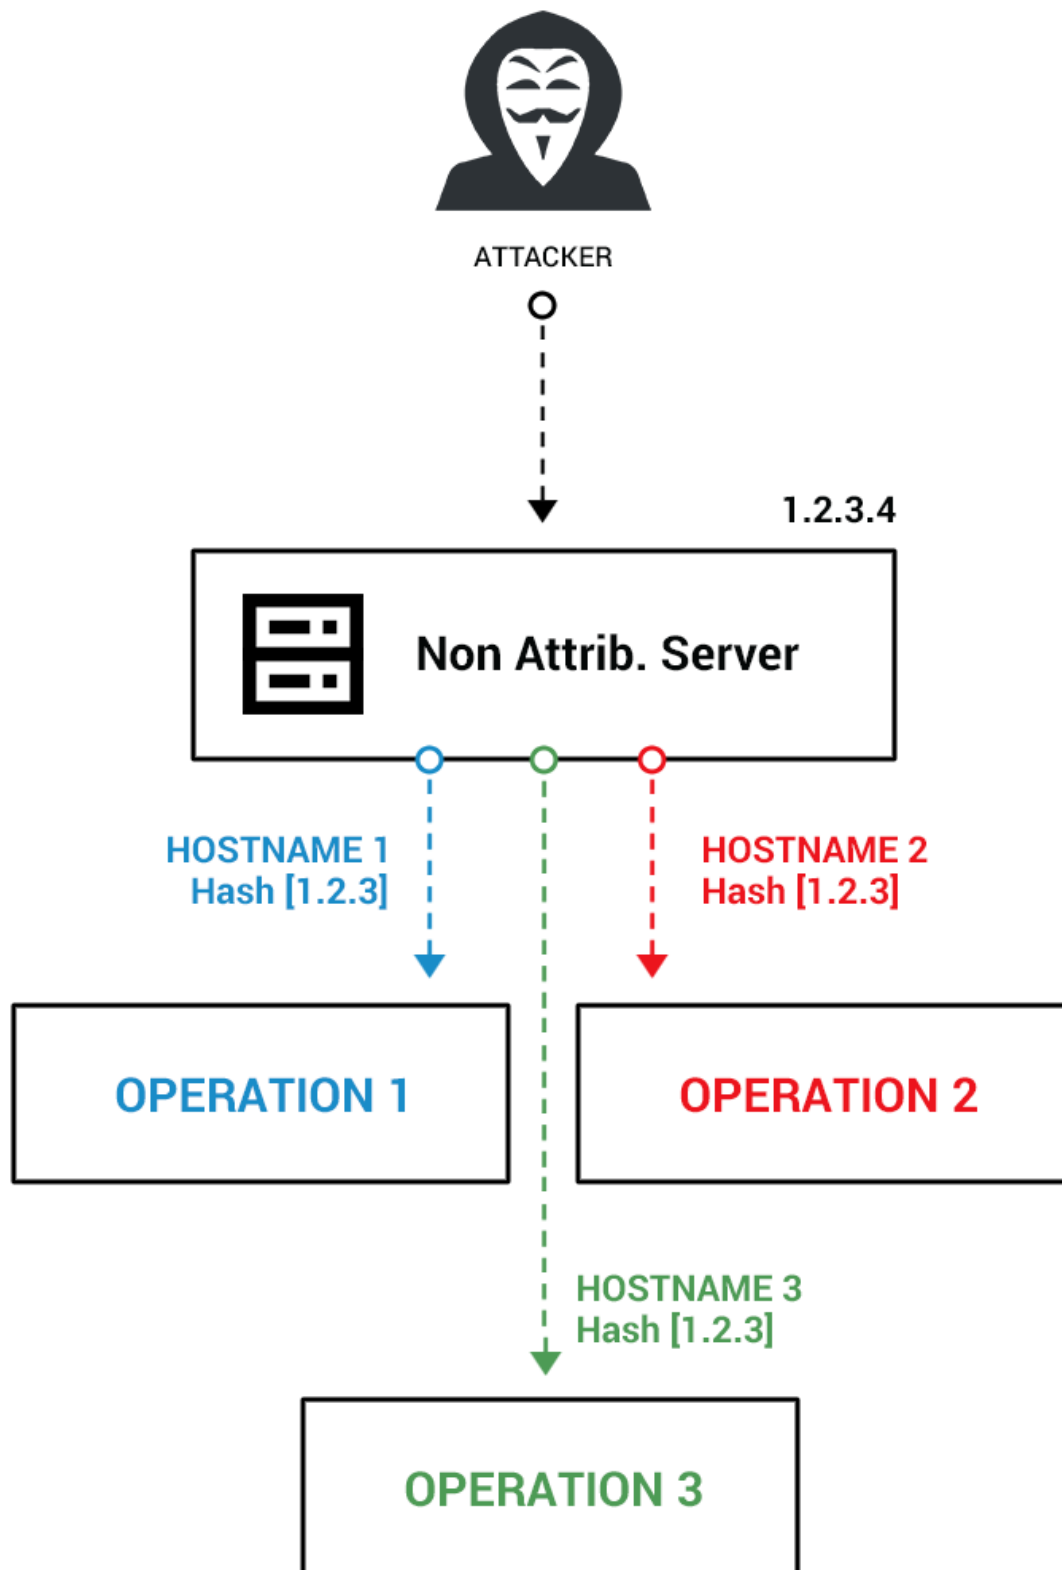 ATTACKER
1.2.3.4
Non Attrib. Server
HOSTNAME 1
Hash [1.2.3]
HOSTNAME 2
Hash [1.2.3]
OPERATION 1
OPERATION 2
HOSTNAME 3
Hash [1.2.3]
OPERATION 3